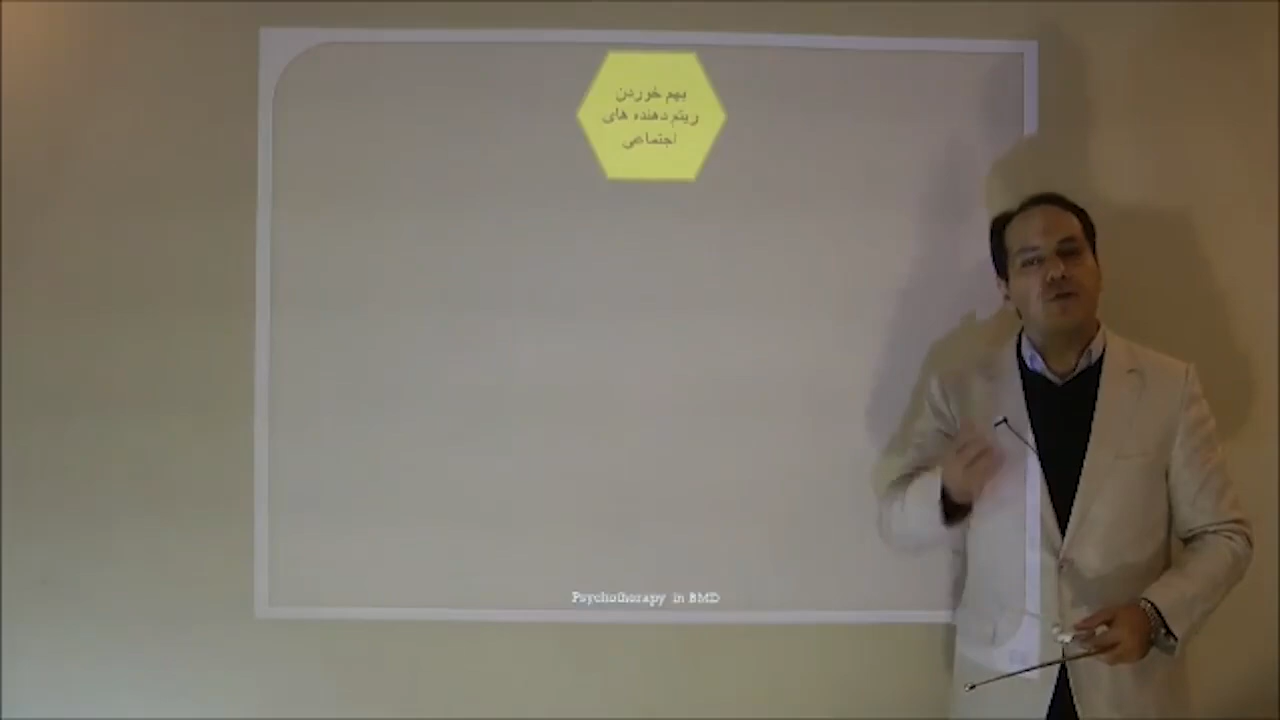 بهم خوردن
ریتم دهنده های
اجتماعی
Psychotherapy in BMD